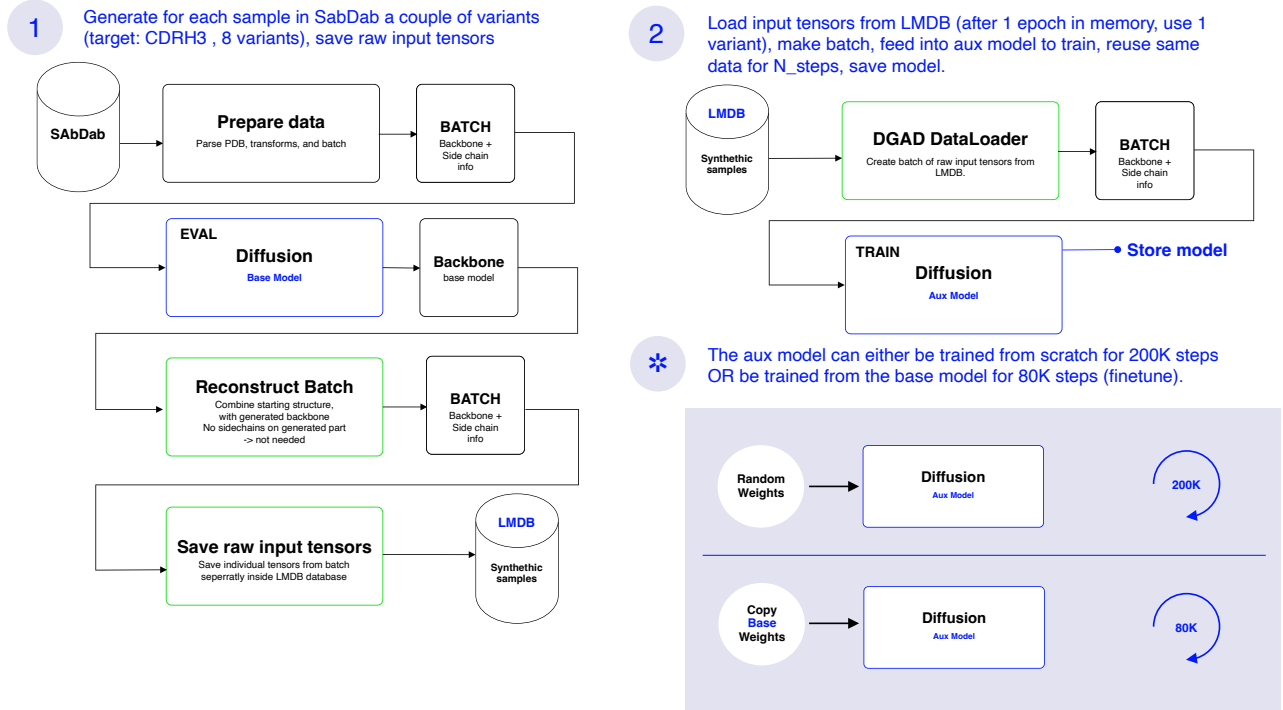 1
Generate for each sample in SabDab a couple of variants
(target: CDRH3 , 8 variants), save raw input tensors
SAbDab
Prepare data
Parse PDB, transforms, and batch
BATCH
Backbone +
Side chain
info
EVAL
Diffusion
Base Model
Backbone
base model
Reconstruct Batch
Combine starting structure,
with generated backbone
No sidechains on generated part
-> not needed
BATCH
Backbone +
Side chain
info
Save raw input tensors
Save individual tensors from batch
seperratly inside LMDB database
LMDB
Synthethic
samples
2
Load input tensors from LMDB (after 1 epoch in memory, use 1
variant), make batch, feed into aux model to train, reuse same
data for N_steps, save model.
LMDB
Synthethic
samples
DGAD DataLoader
Create batch of raw input tensors from
LMDB.
BATCH
Backbone +
Side chain
info
TRAIN
Diffusion
Aux Model
Store model
*
The aux model can either be trained from scratch for 200K steps
OR be trained from the base model for 80K steps (finetune).
Random
Weights
Diffusion
Aux Model
200K
Copy
Base
Weights
Diffusion
Aux Model
80K